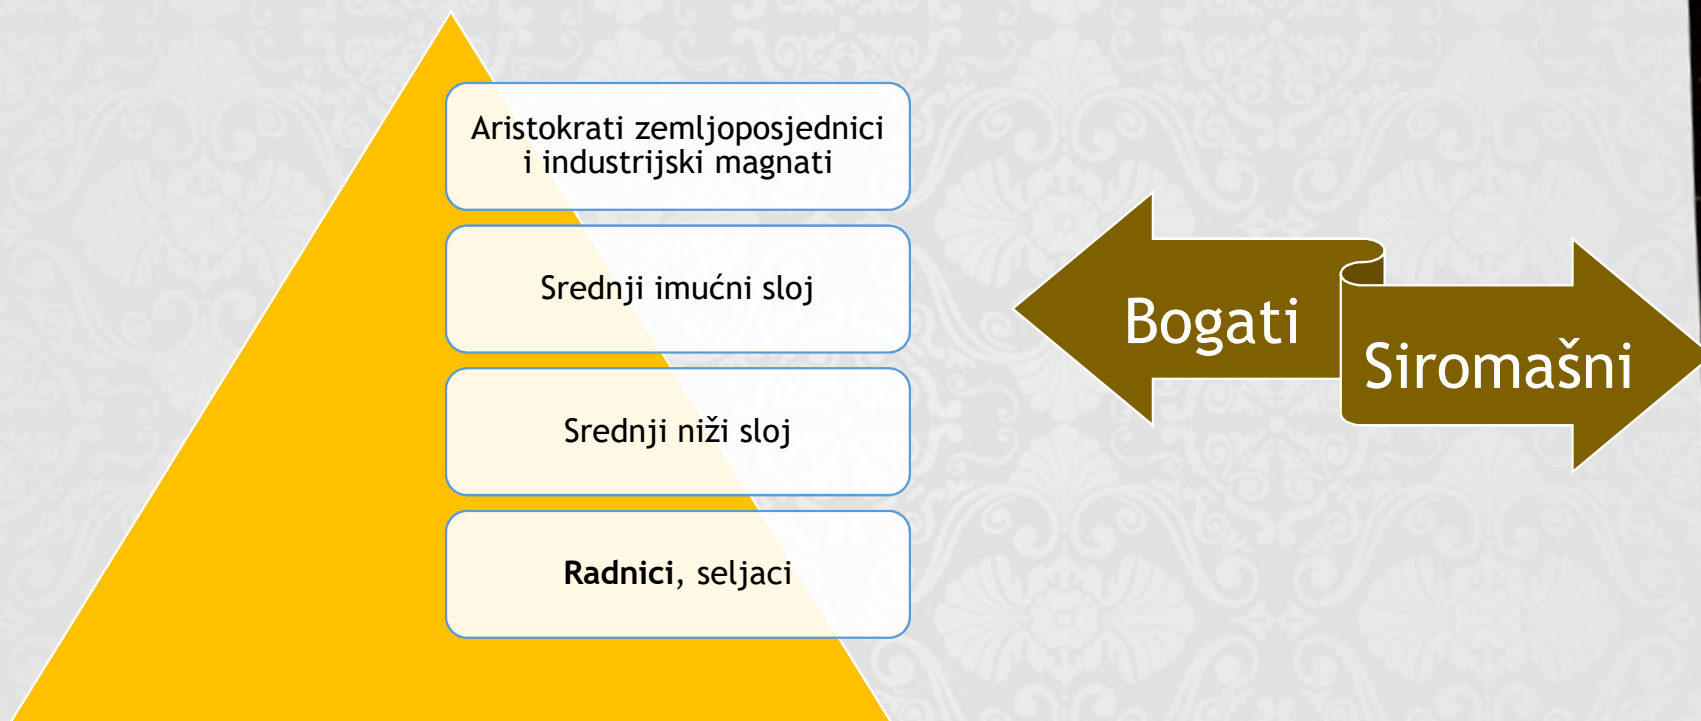 Aristokrati zemljoposjednici
i industrijski magnati
Srednji imućni sloj
Srednji niži sloj
Radnici, seljaci
Bogati
Siromašni